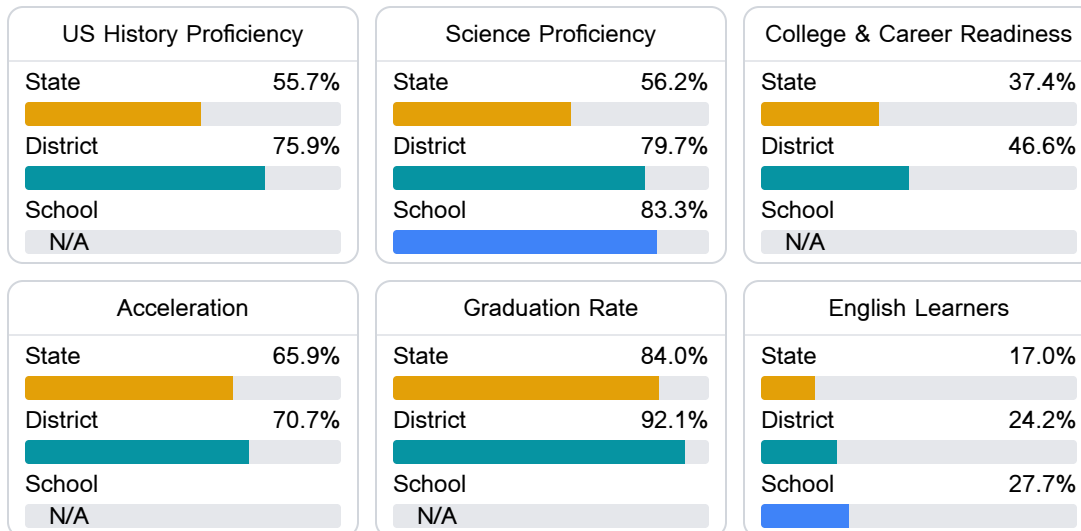 US History Proficiency
State 55.7%
District 75.9%
School
N/A
Science Proficiency
State 56.2%
District 79.7%
School 83.3%
College & Career Readiness
State 37.4%
District 46.6%
School
N/A
Acceleration
State 65.9%
District 70.7%
School
N/A
Graduation Rate
State 84.0%
District 92.1%
School
N/A
English Learners
State 17.0%
District 24.2%
School 27.7%